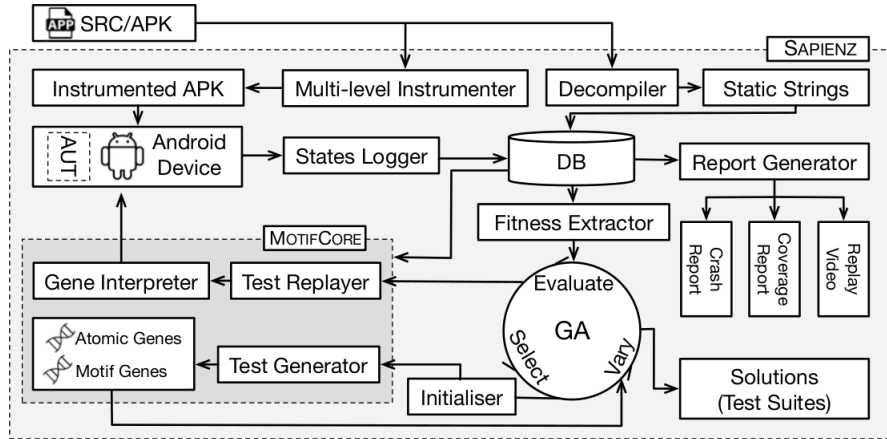 APP SRC/APK
SAPIENZ
Instrumented APK
Multi-level Instrumenter
Decompiler
Static Strings
AUT
Android
Device
States Logger
DB
Report Generator
Fitness Extractor
MOTIFCORE
Crash
Report
Coverage
Report
Replay
Video
Gene Interpreter
Test Replayer
Evaluate
GA
Select
Vary
Atomic Genes
Motif Genes
Test Generator
Initialiser
Solutions
(Test Suites)